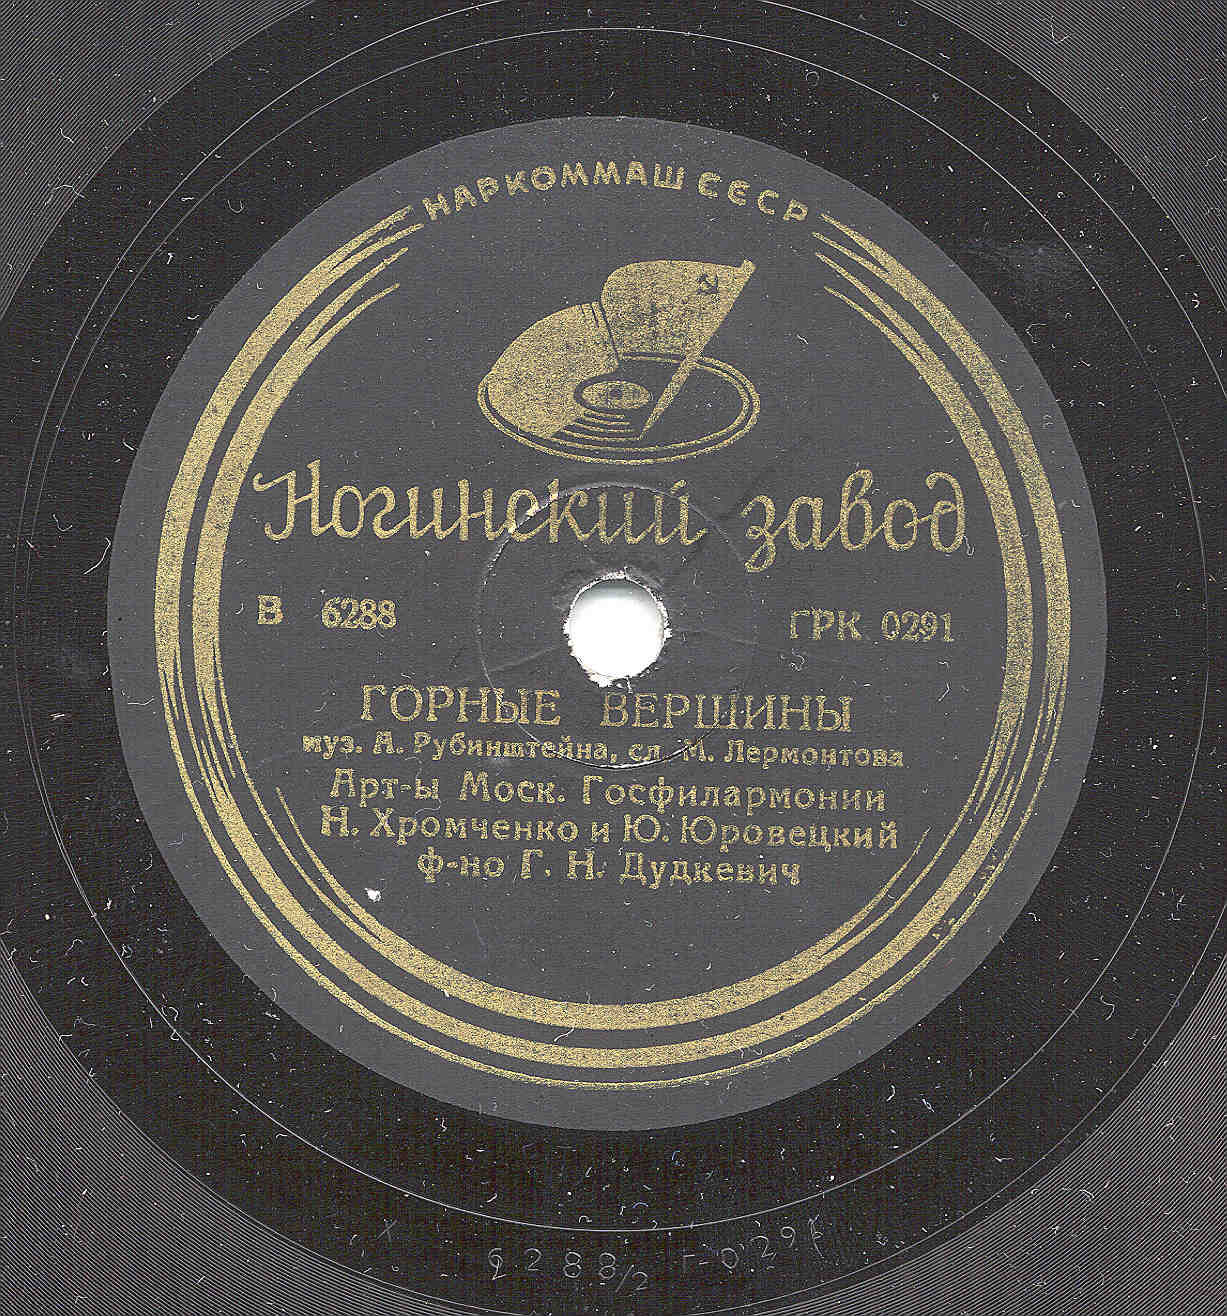 НАРКОММАШ СССР
Ногинский завод
В 6288 ГРК 0291
ГОРНЫЕ ВЕРШИНЫ
муз. А. Рубинштейна, сл. М. Лермонтова
Арт-ы Моск. Госфилармонии
Н. Хромченко и Ю. Юровецкий
ф-но Г. Н. Дудкевич
6288/2 Г-0291